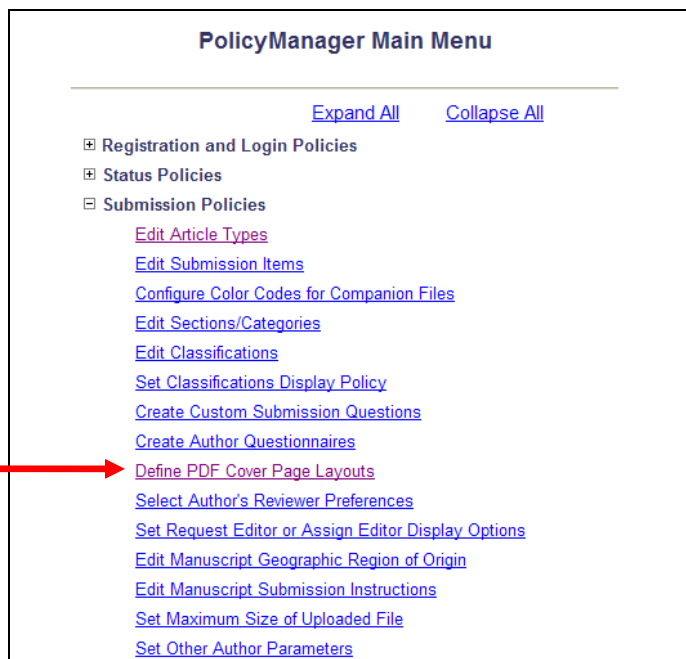 PolicyManager Main Menu
Expand All Collapse All
Registration and Login Policies
Status Policies
Submission Policies
Edit Article Types
Edit Submission Items
Configure Color Codes for Companion Files
Edit Sections/Categories
Edit Classifications
Set Classifications Display Policy
Create Custom Submission Questions
Create Author Questionnaires
Define PDF Cover Page Layouts
Select Author's Reviewer Preferences
Set Request Editor or Assign Editor Display Options
Edit Manuscript Geographic Region of Origin
Edit Manuscript Submission Instructions
Set Maximum Size of Uploaded File
Set Other Author Parameters